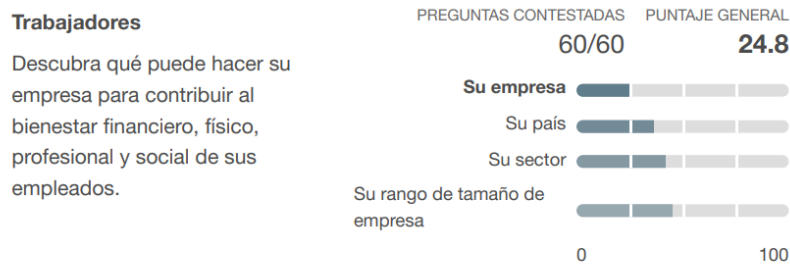 Trabajadores
Descubra qué puede hacer su
empresa para contribuir al
bienestar financiero, físico,
profesional y social de sus
empleados.
PREGUNTAS CONTESTADAS
60/60
PUNTAJE GENERAL
24.8
Su empresa
Su país
Su sector
Su rango de tamaño de
empresa
0
100